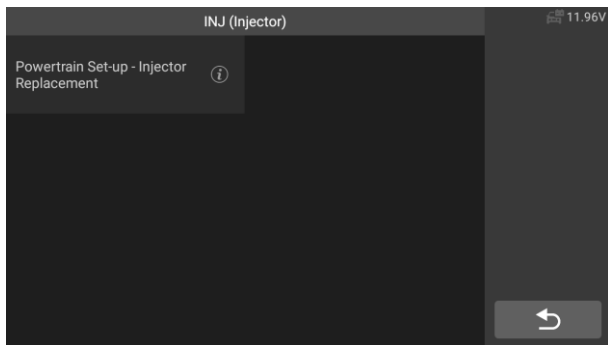 INJ (Injector)
11.96V
Powertrain Set-up - Injector
Replacement